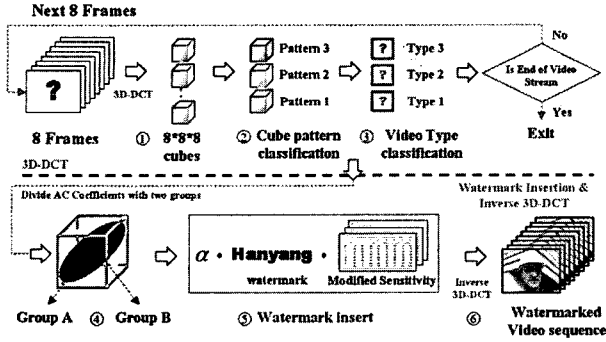 Next 8 Frames
No
?
3D-DCT
Pattern 3
Pattern 2
Pattern 1
?
?
?
Type 3
Type 2
Type 1
Is End of Video
Stream
Yes
Exit
8 Frames
① 8*8*8
cubes
② Cube pattern
classification
③ Video Type
classification
3D-DCT
Divide AC Coefficients with two groups
Watermark Insertion &
Inverse 3D-DCT
α · Hanyang ·
watermark
Modified Sensitivity
Inverse
3D-DCT
Group A
④
Group B
⑤ Watermark insert
⑥
Watermarked
Video sequence